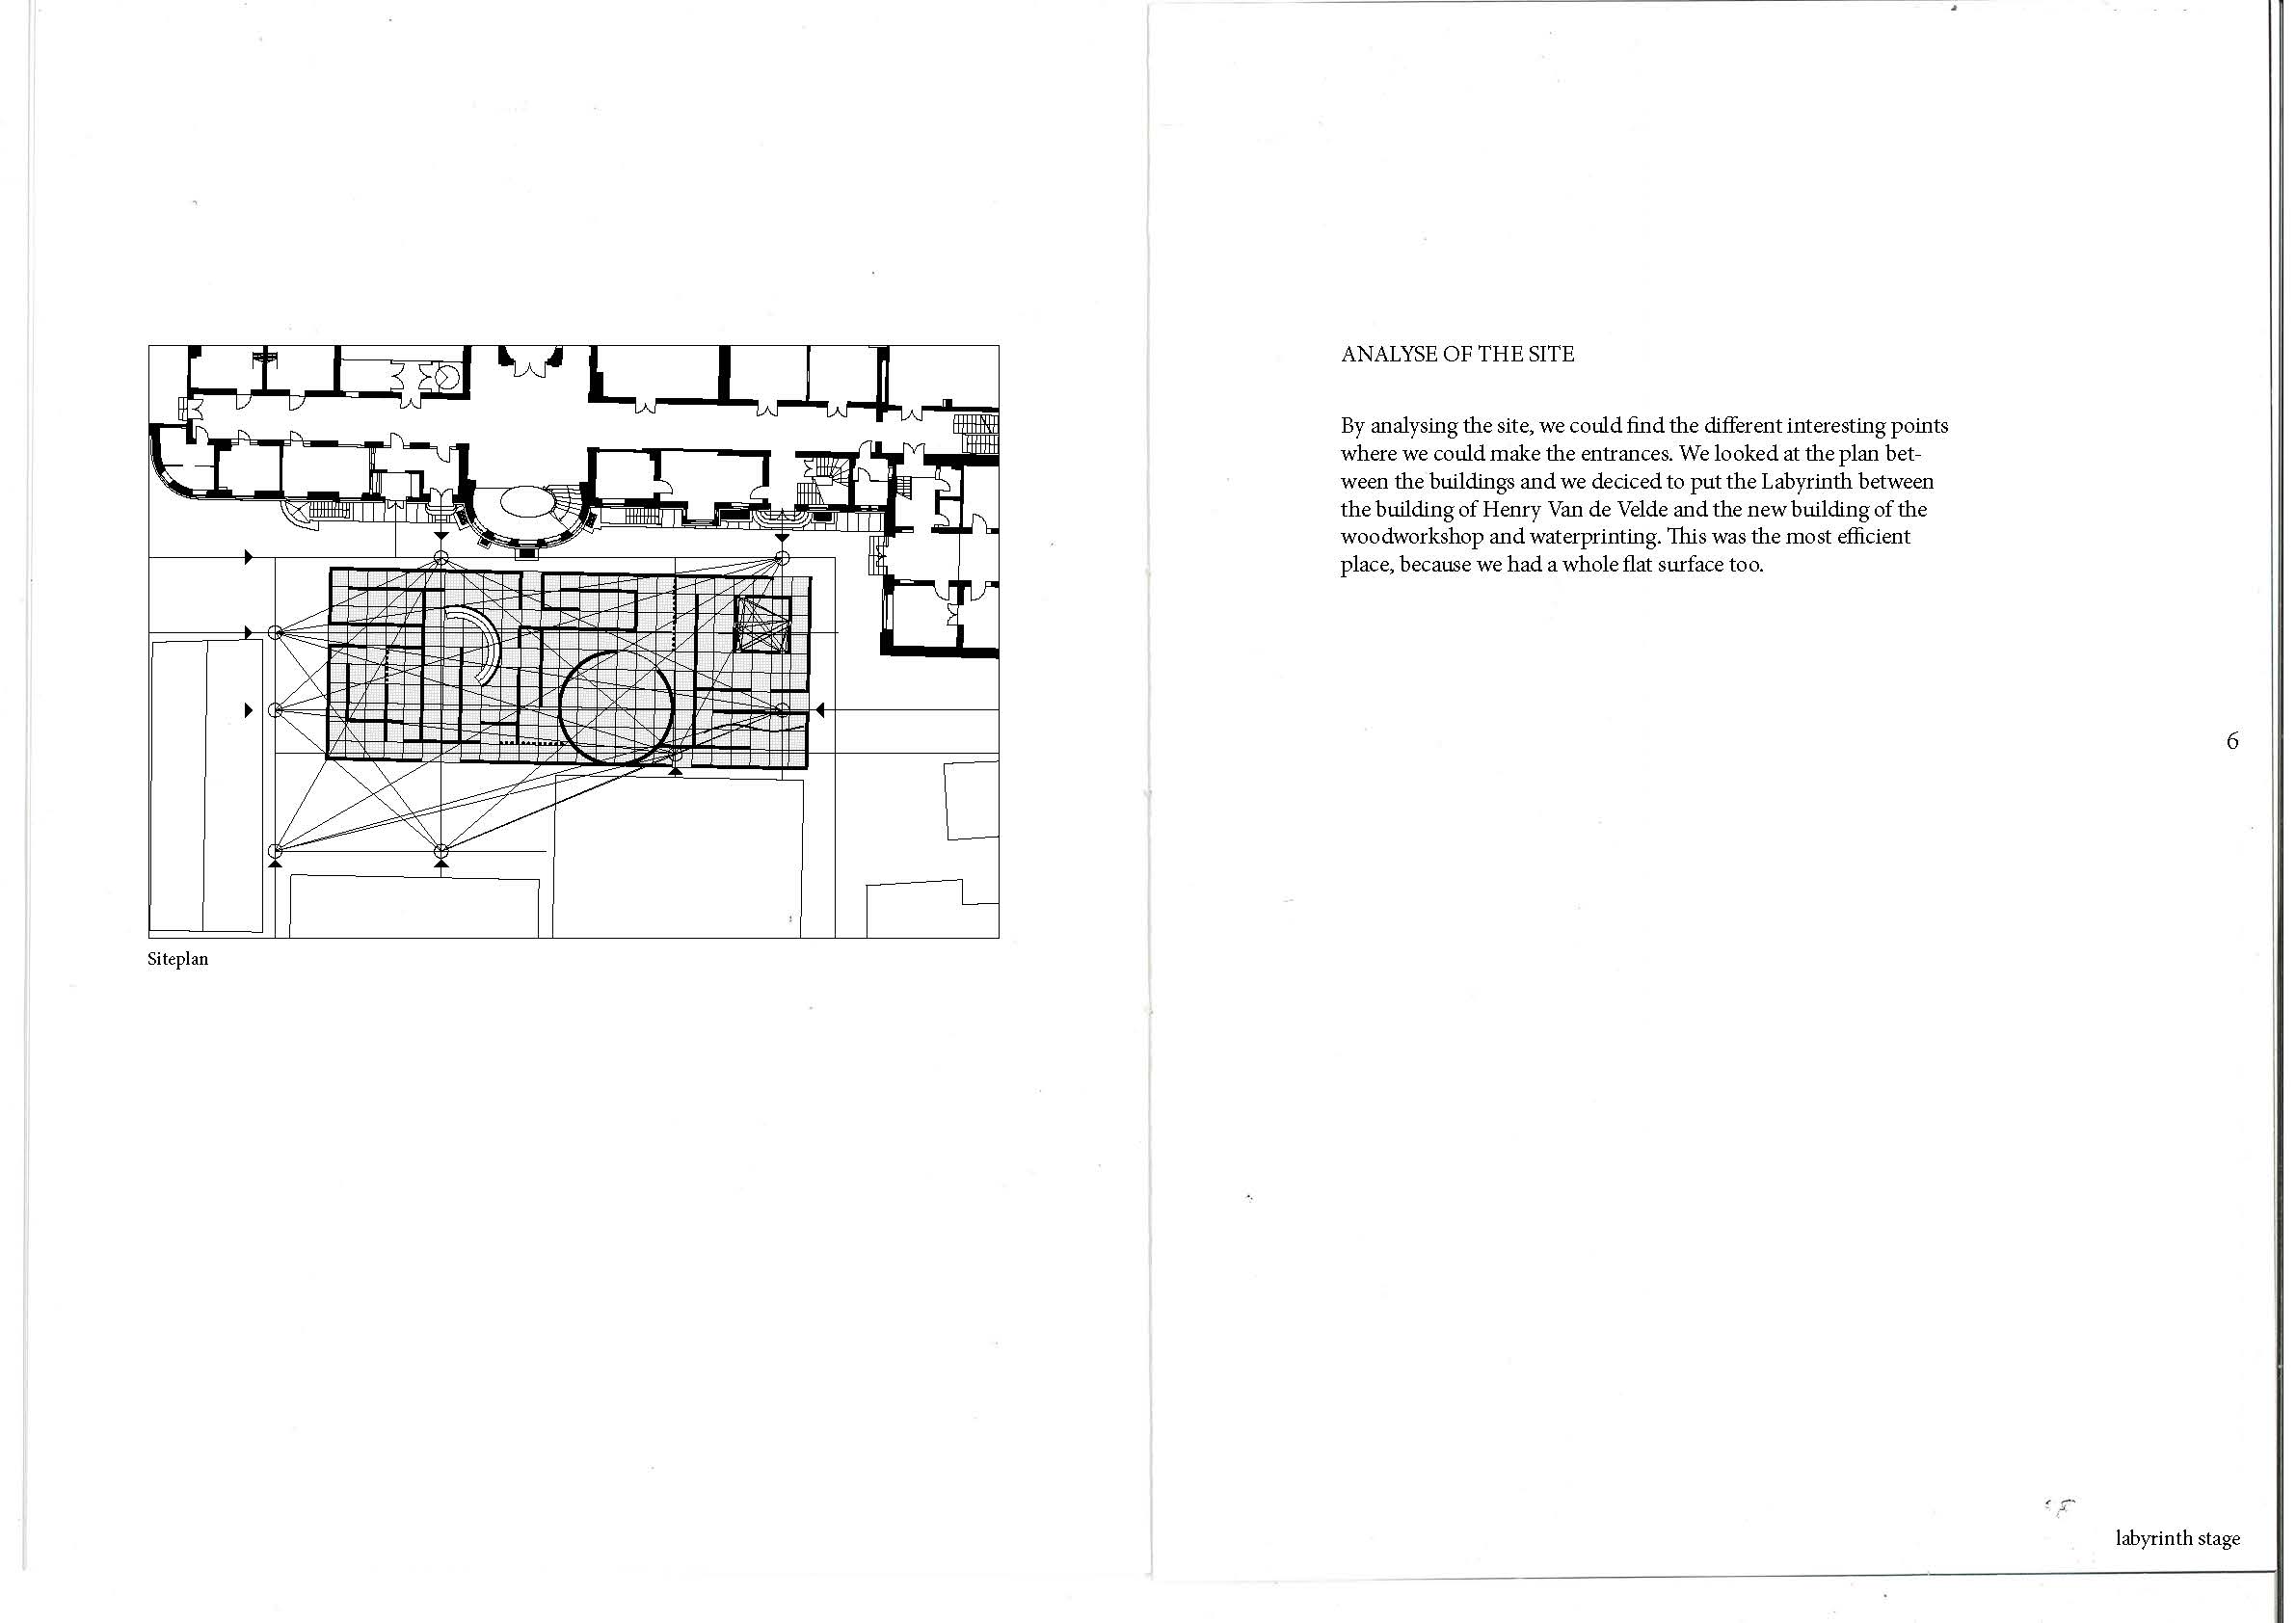 Siteplan
ANALYSE OF THE SITE
By analysing the site, we could find the different interesting points
where we could make the entrances. We looked at the plan bet-
ween the buildings and we deciced to put the Labyrinth between
the building of Henry Van de Velde and the new building of the
woodworkshop and waterprinting. This was the most efficient
place, because we had a whole flat surface too.
6
labyrinth stage